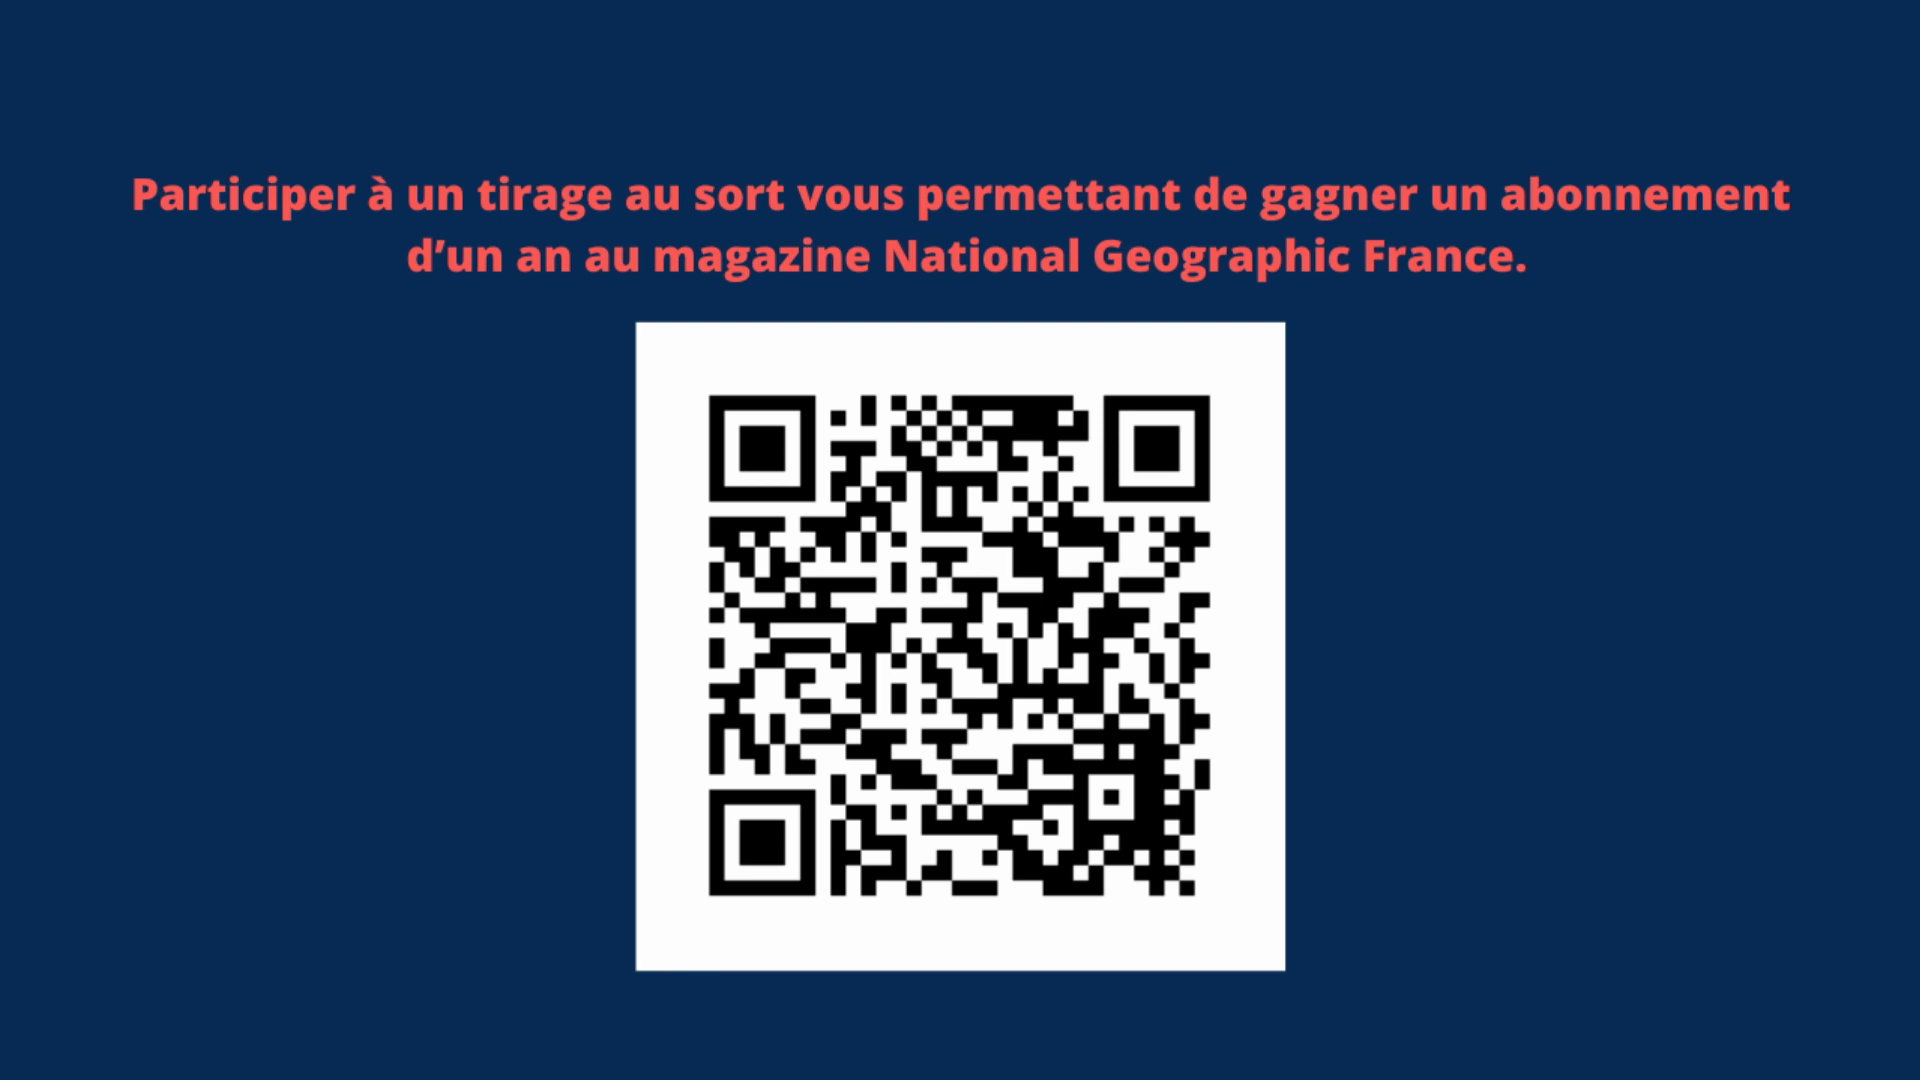 Participer à un tirage au sort vous permettant de gagner un abonnement
d’un an au magazine National Geographic France.